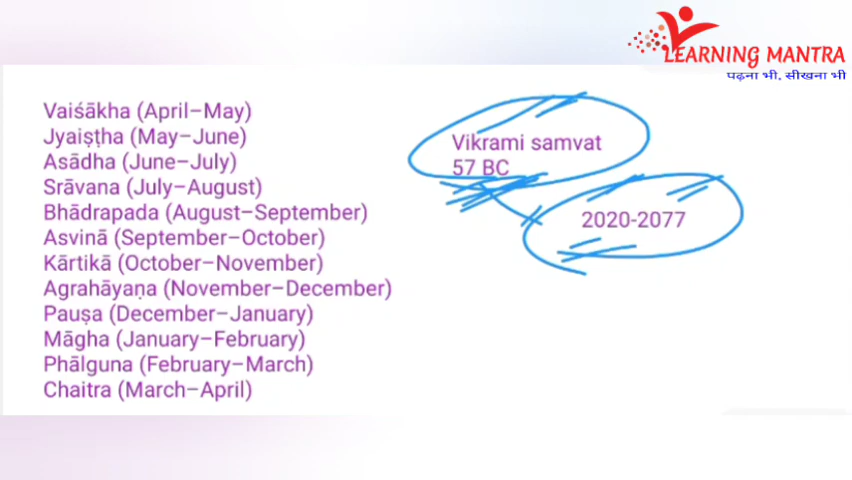 LEARNING MANTRA
पढ़ना भी, सीखना भी
Vaiśākha (April–May)
Jyaiṣṭha (May–June)
Asādha (June–July)
Srāvana (July–August)
Bhādrapada (August–September)
Asvinā (September–October)
Kārtikā (October–November)
Agrahāyaṇa (November–December)
Pauṣa (December–January)
Māgha (January–February)
Phālguna (February–March)
Chaitra (March–April)
Vikrami samvat
57 BC
2020-2077